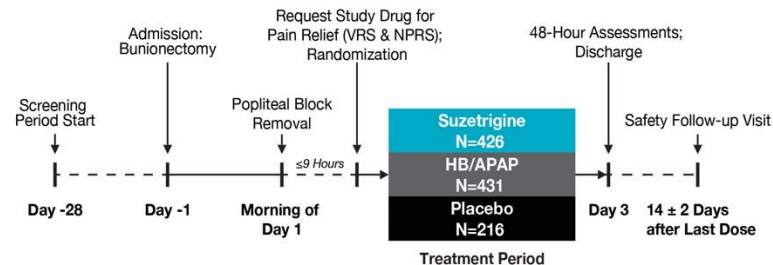 Screening
Period Start
Day -28
Admission:
Bunionectomy
Day -1
Popliteal Block
Removal
Morning of
Day 1
≤9 Hours
Request Study Drug for
Pain Relief (VRS & NPRS);
Randomization
Suzetrigine
N=426
HB/APAP
N=431
Placebo
N=216
Treatment Period
48-Hour Assessments;
Discharge
Day 3
Safety Follow-up Visit
14 ± 2 Days
after Last Dose